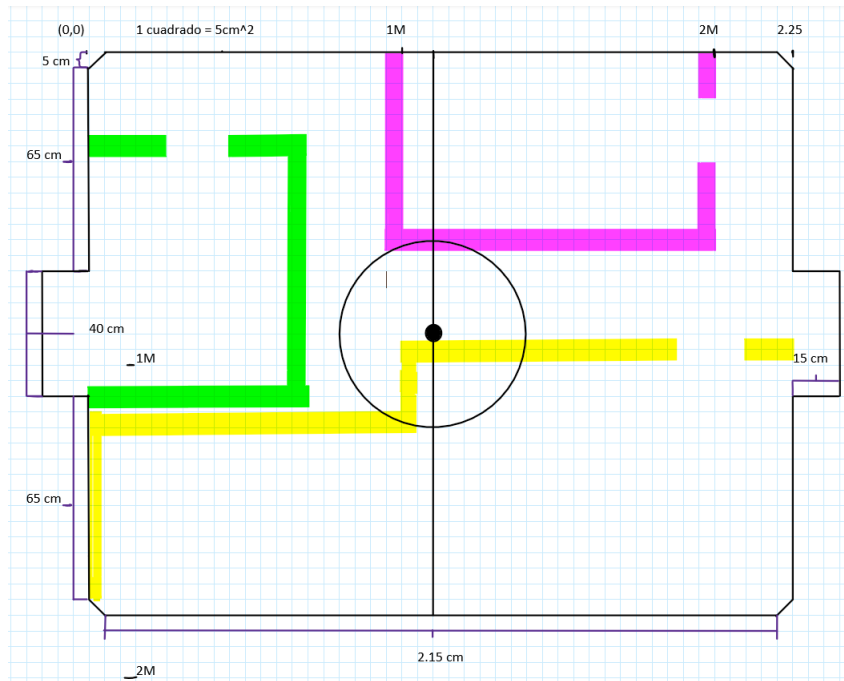 (0,0)
1 cuadrado = 5cm^2
1M
2M
2.25
5 cm
65 cm
40 cm
1M
15 cm
65 cm
2.15 cm
2M